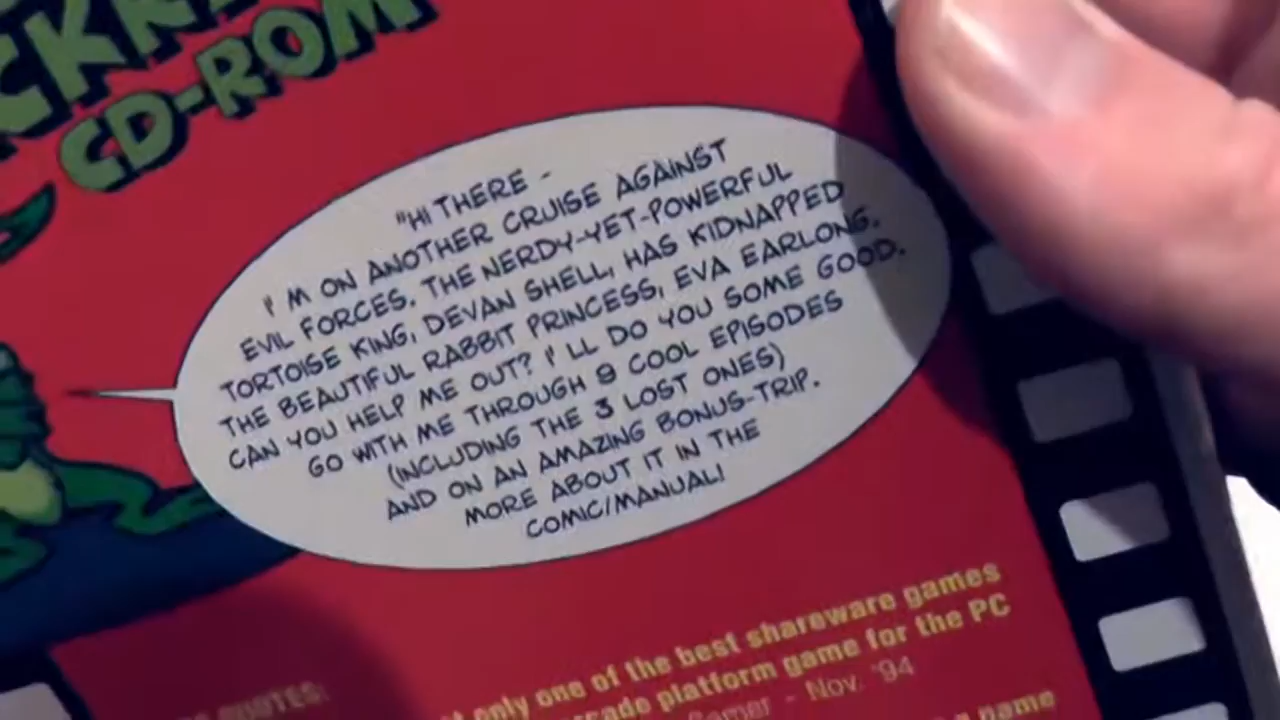 CD-ROM
"HI THERE -
I'M ON ANOTHER CRUISE AGAINST
EVIL FORCES. THE NERDY-YET-POWERFUL
TORTOISE KING, DEVAN SHELL, HAS KIDNAPPED
THE BEAUTIFUL RABBIT PRINCESS, EVA EARLONG.
CAN YOU HELP ME OUT? I'LL DO YOU SOME GOOD.
GO WITH ME THROUGH 9 COOL EPISODES
(INCLUDING THE 3 LOST ONES)
AND ON AN AMAZING BONUS-TRIP.
MORE ABOUT IT IN THE
COMIC/MANUAL!
only one of the best shareware games
platform game for the PC
- Nov. '94
game